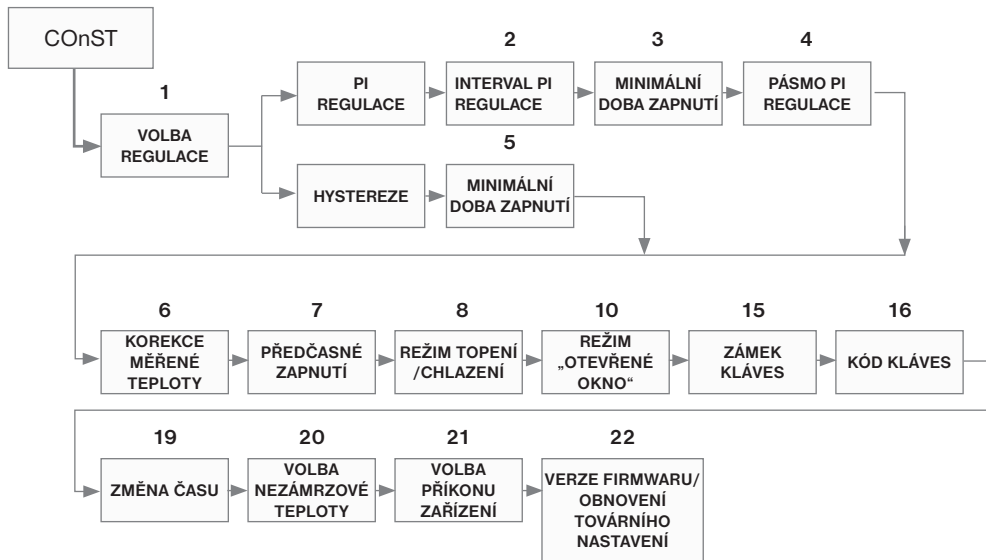 COnST
1
VOLBA
REGULACE
PI
REGULACE
2
INTERVAL PI
REGULACE
3
MINIMÁLNÍ
DOBA ZAPNUTÍ
4
PÁSMO PI
REGULACE
HYSTEREZE
5
MINIMÁLNÍ
DOBA ZAPNUTÍ
6
KOREKCE
MĚŘENÉ
TEPLOTY
7
PŘEDČASNÉ
ZAPNUTÍ
8
REŽIM TOPENÍ
/CHLAZENÍ
10
REŽIM
„OTEVŘENÉ
OKNO“
15
ZÁMEK
KLÁVES
16
KÓD KLÁVES
19
ZMĚNA ČASU
20
VOLBA
NEZÁMRZOVÉ
TEPLOTY
21
VOLBA
PŘÍKONU
ZAŘÍZENÍ
22
VERZE FIRMWARU/
OBNOVENÍ
TOVÁRNÍHO
NASTAVENÍ